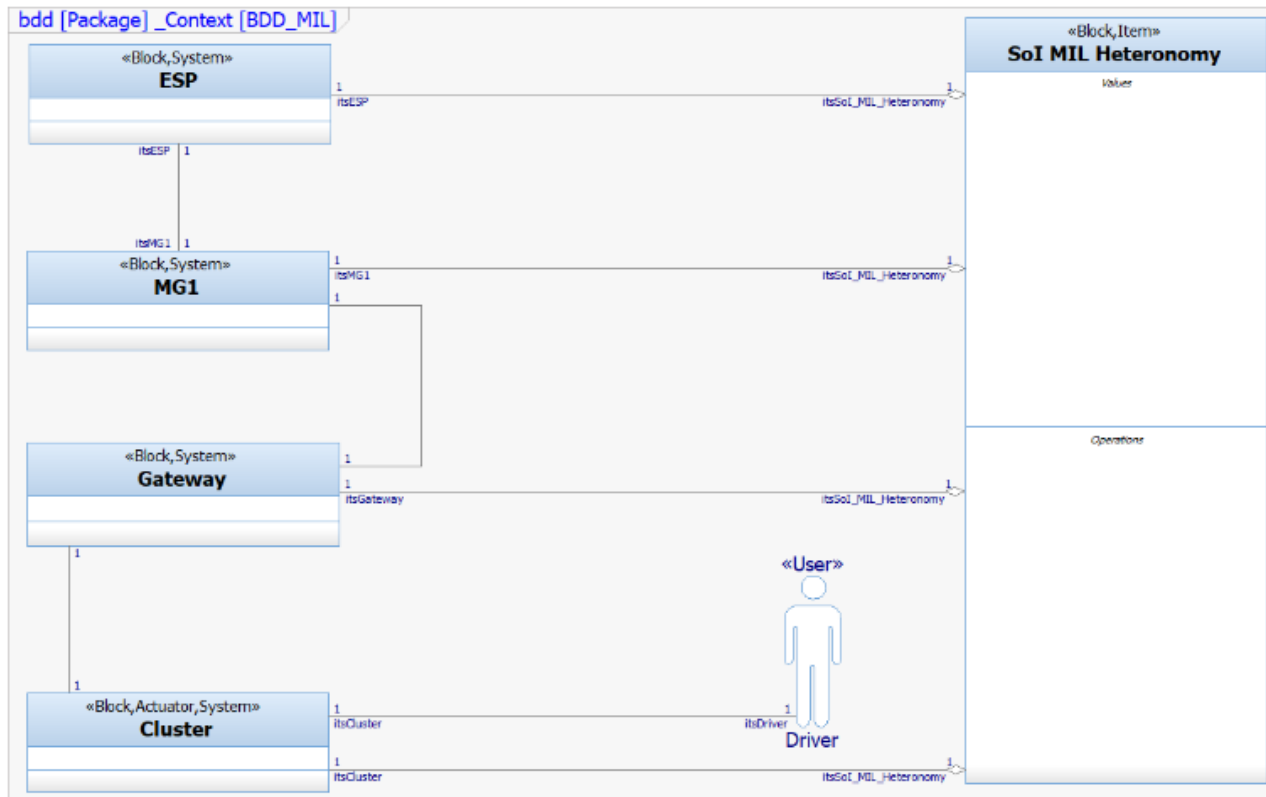 bdd [Package] _Context [BDD_MIL]
«Block,System»
ESP
1
itsESP
1
itsSoI_MIL_Heteronomy
«Block,Item»
SoI MIL Heteronomy
Values
itsESP 1
itsMG1 1
«Block,System»
MG1
1
itsMG1
1
itsSoI_MIL_Heteronomy
1
Operations
«Block,System»
Gateway
1
1
itsGateway
1
itsSoI_MIL_Heteronomy
1
«User»
1
«Block,Actuator,System»
Cluster
1
itsCluster
1
itsDriver
Driver
1
itsCluster
1
itsSoI_MIL_Heteronomy